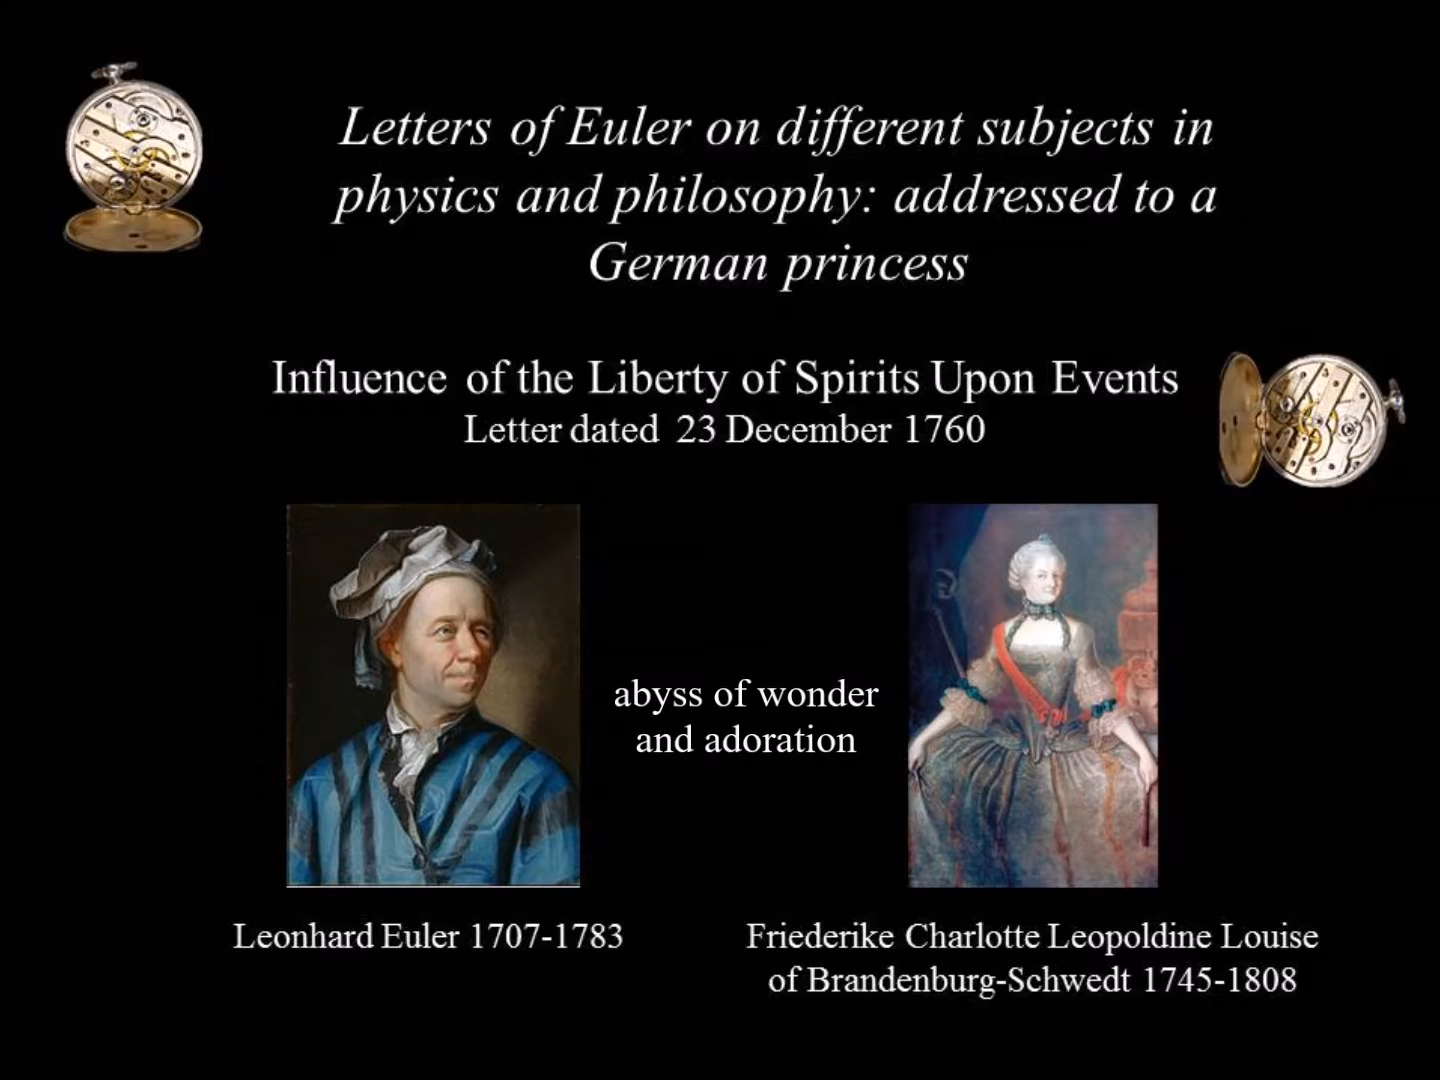 Letters of Euler on different subjects in
physics and philosophy: addressed to a
German princess
Influence of the Liberty of Spirits Upon Events
Letter dated 23 December 1760
abyss of wonder
and adoration
Leonhard Euler 1707-1783
Friederike Charlotte Leopoldine Louise
of Brandenburg-Schwedt 1745-1808